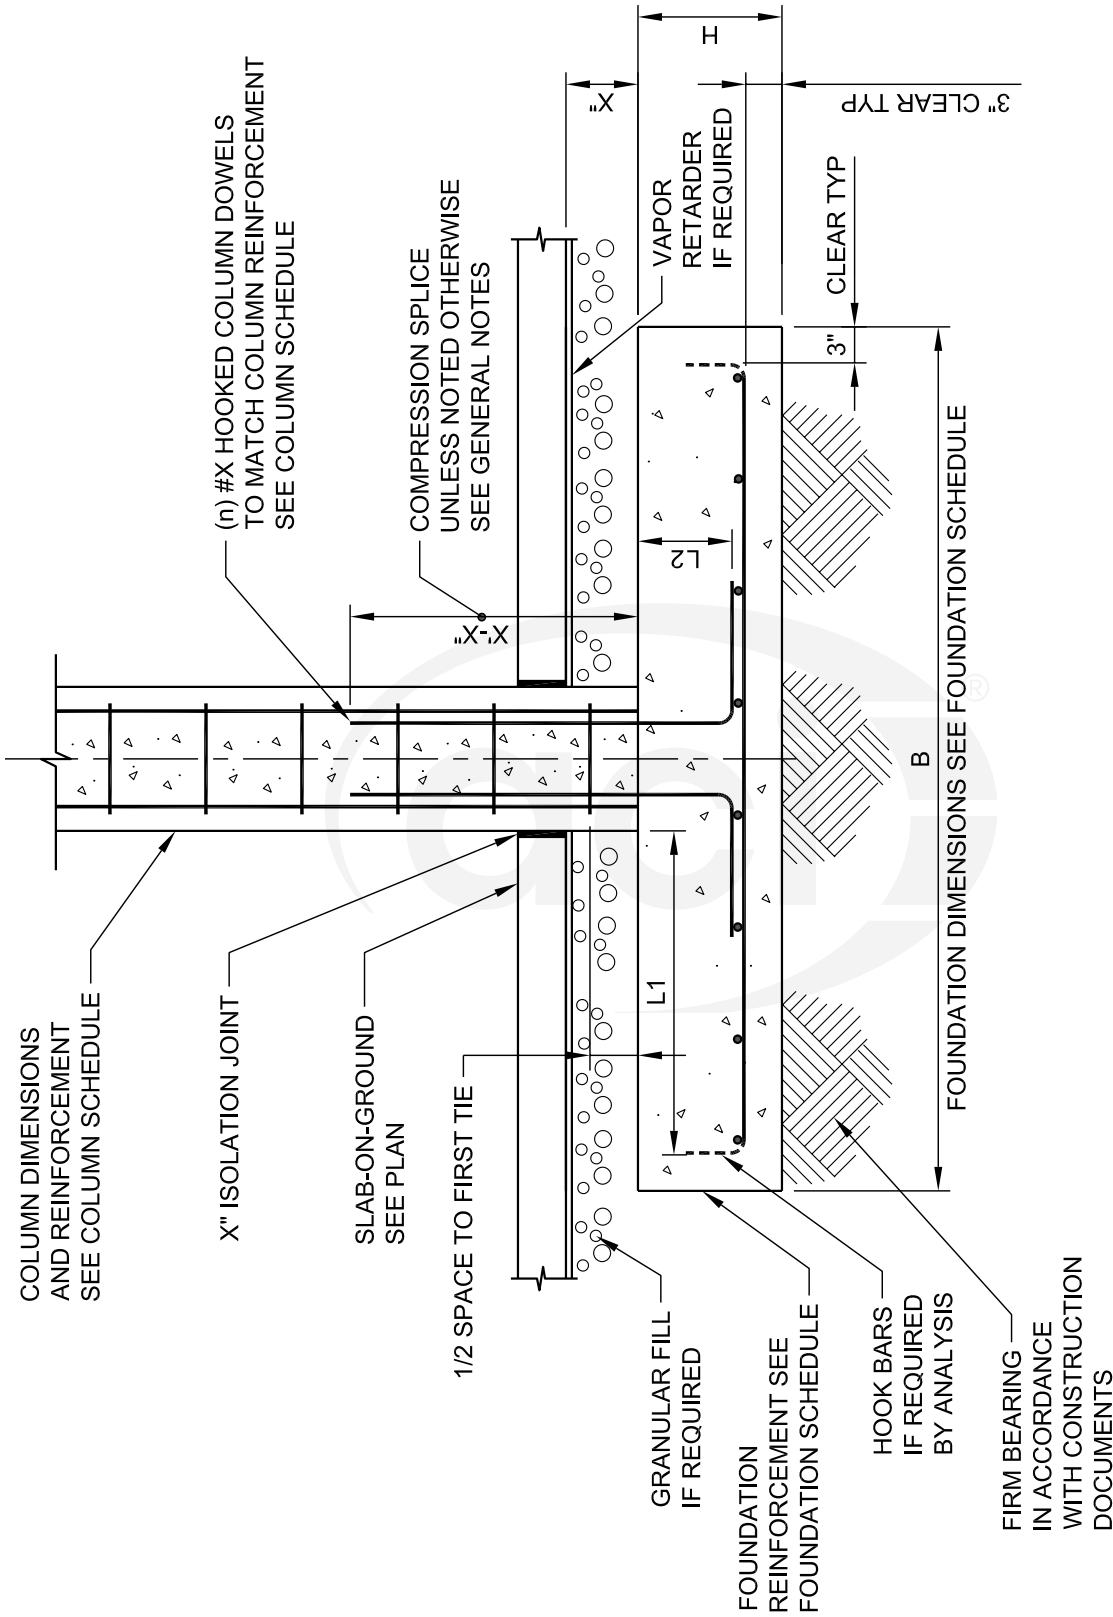 COLUMN DIMENSIONS
AND REINFORCEMENT
SEE COLUMN SCHEDULE
X" ISOLATION JOINT
SLAB-ON-GROUND
SEE PLAN
1/2 SPACE TO FIRST TIE
GRANULAR FILL
IF REQUIRED
FOUNDATION
REINFORCEMENT SEE
FOUNDATION SCHEDULE
HOOK BARS
IF REQUIRED
BY ANALYSIS
FIRM BEARING
IN ACCORDANCE
WITH CONSTRUCTION
DOCUMENTS
(n) #X HOOKED COLUMN DOWELS
TO MATCH COLUMN REINFORCEMENT
SEE COLUMN SCHEDULE
COMPRESSION SPLICE
UNLESS NOTED OTHERWISE
SEE GENERAL NOTES
X'-X"
VAPOR
RETARDER
IF REQUIRED
X"
H
3" CLEAR TYP
L1
L2
3"
CLEAR TYP
B
FOUNDATION DIMENSIONS SEE FOUNDATION SCHEDULE
aci
®